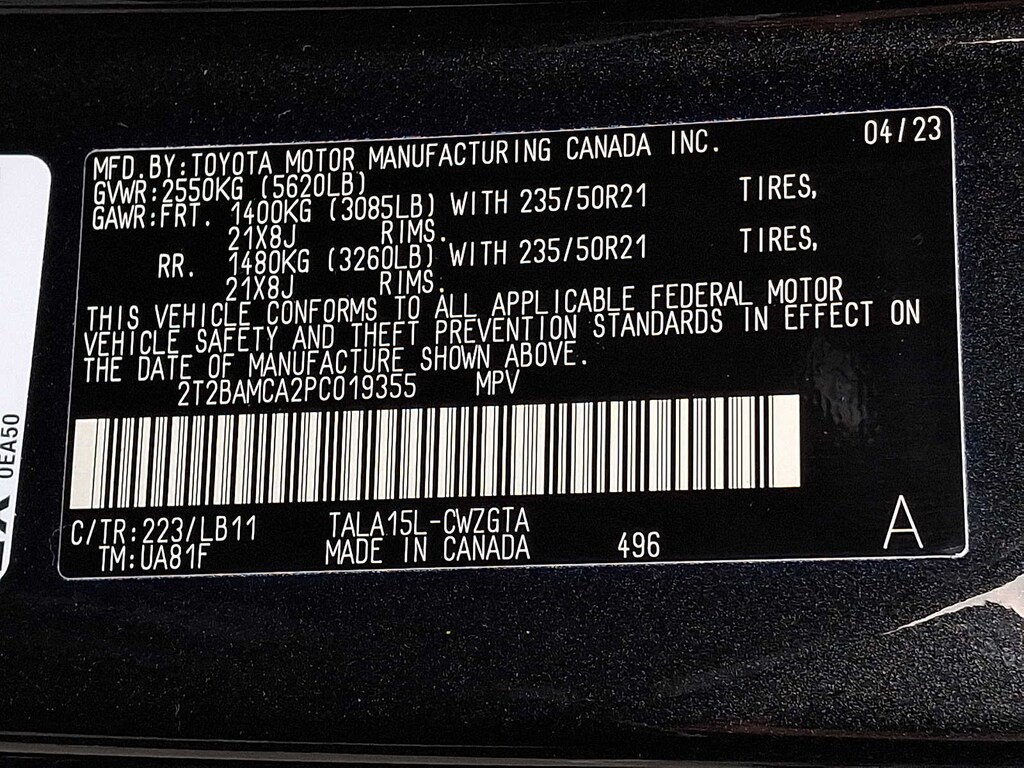 MFD.BY:TOYOTA MOTOR MANUFACTURING CANADA INC. 04/23
GVWR:2550KG (5620LB)
GAWR:FRT. 1400KG (3085LB) WITH 235/50R21 TIRES,
21X8J RIMS.
RR. 1480KG (3260LB) WITH 235/50R21 TIRES,
21X8J RIMS.
THIS VEHICLE CONFORMS TO ALL APPLICABLE FEDERAL MOTOR
VEHICLE SAFETY AND THEFT PREVENTION STANDARDS IN EFFECT ON
THE DATE OF MANUFACTURE SHOWN ABOVE.
2T2BAMCA2PC019355 MPV
C/TR:223/LB11 TALA15L-CWZGTA
TM:UA81F MADE IN CANADA 496
A
0EA50